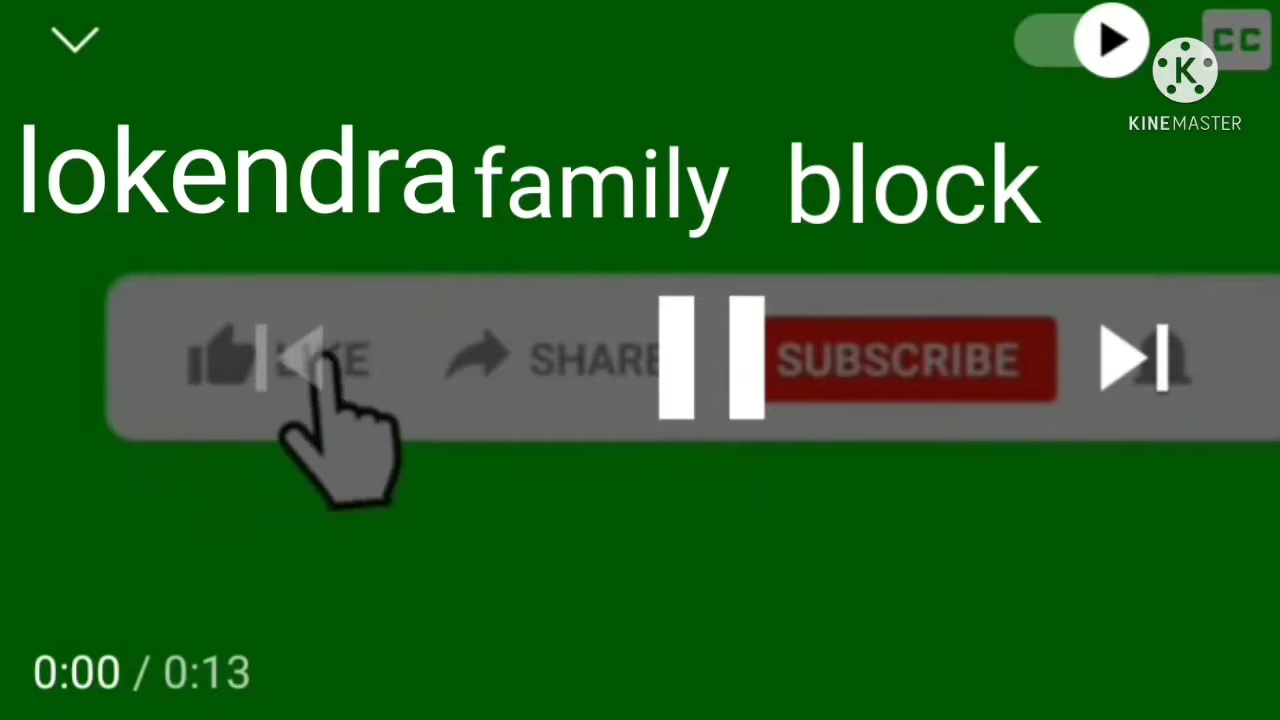 CC
K
KINEMASTER
lokendra family block
LIKE SHARE SUBSCRIBE
0:00 / 0:13